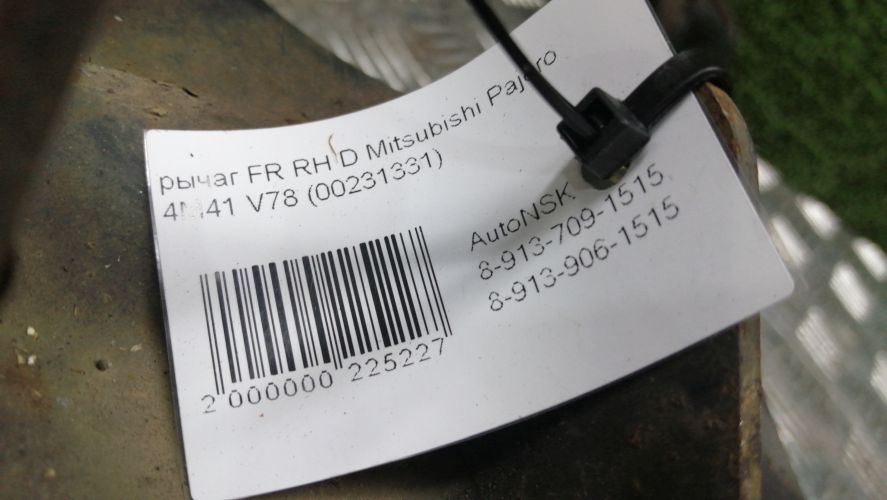 рычаг FR RH D Mitsubishi Pajero
4M41 V78 (00231331)
AutoNSK
8-913-709-1515
8-913-906-1515
2 000000 225227